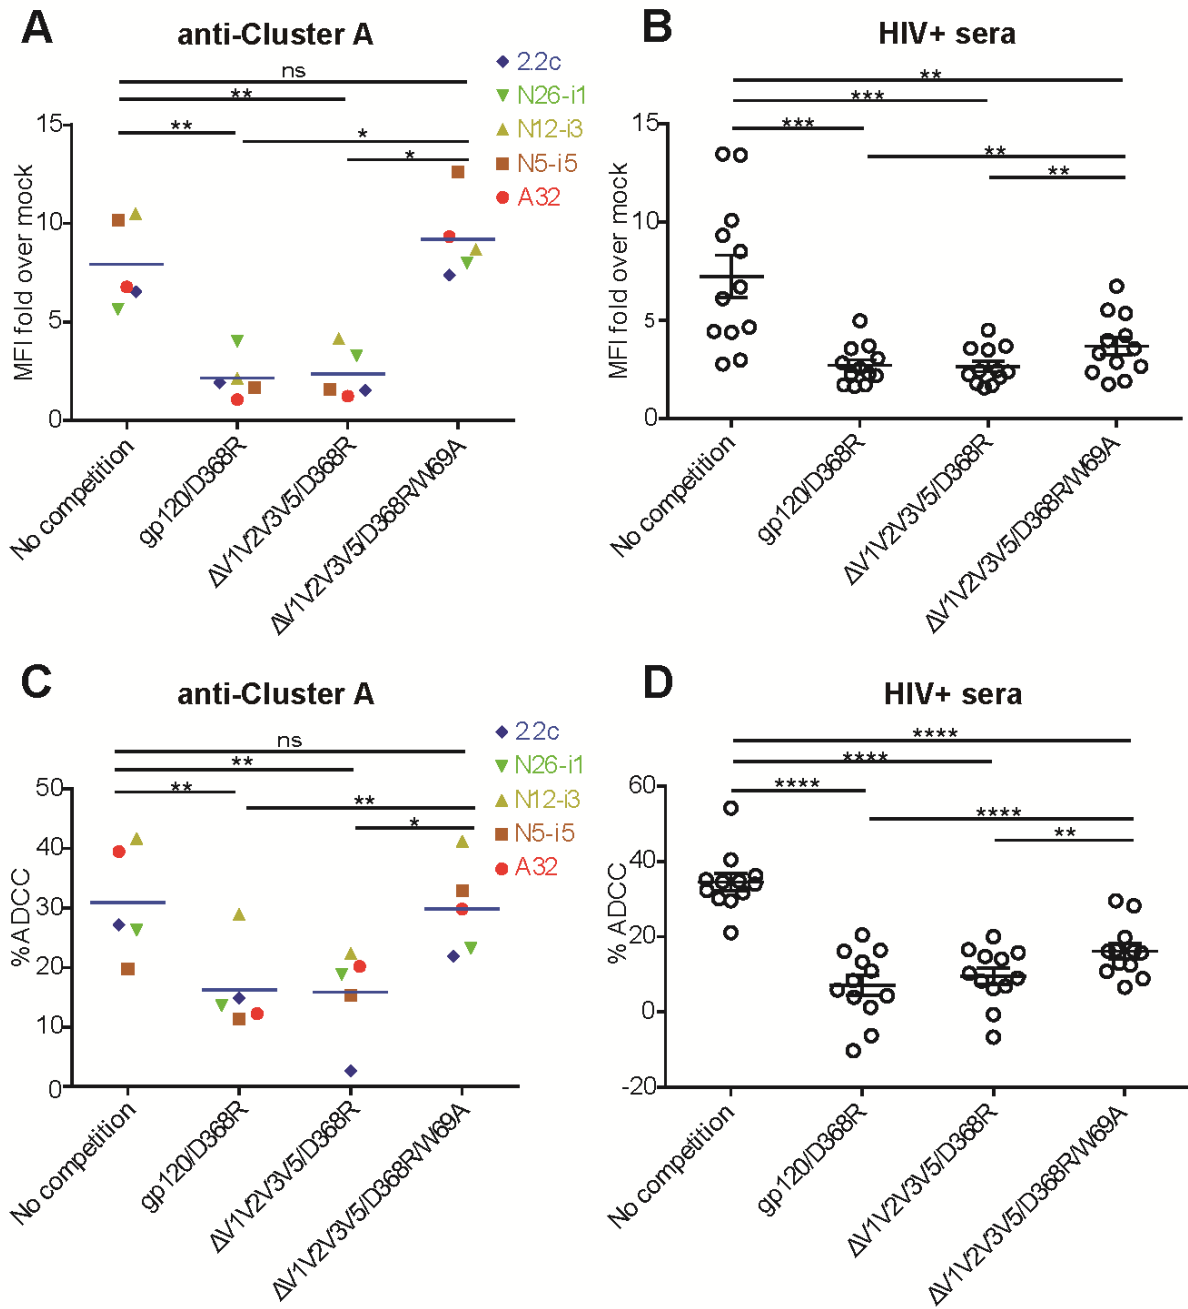 A
anti-Cluster A
ns
**
**
*
*
2.2c
N26-i1
N12-i3
N5-i5
A32
MFI fold over mock
15
10
5
0
No competition
gp120/D368R
ΔV1V2V3V5/D368R
ΔV1V2V3V5/D368R/W69A
B
HIV+ sera
**
***
***
**
**
MFI fold over mock
15
10
5
0
No competition
gp120/D368R
ΔV1V2V3V5/D368R
ΔV1V2V3V5/D368R/W69A
C
anti-Cluster A
ns
**
**
**
*
2.2c
N26-i1
N12-i3
N5-i5
A32
%ADCC
50
40
30
20
10
0
No competition
gp120/D368R
ΔV1V2V3V5/D368R
ΔV1V2V3V5/D368R/W69A
D
HIV+ sera
****
****
****
****
**
% ADCC
60
40
20
0
-20
No competition
gp120/D368R
ΔV1V2V3V5/D368R
ΔV1V2V3V5/D368R/W69A